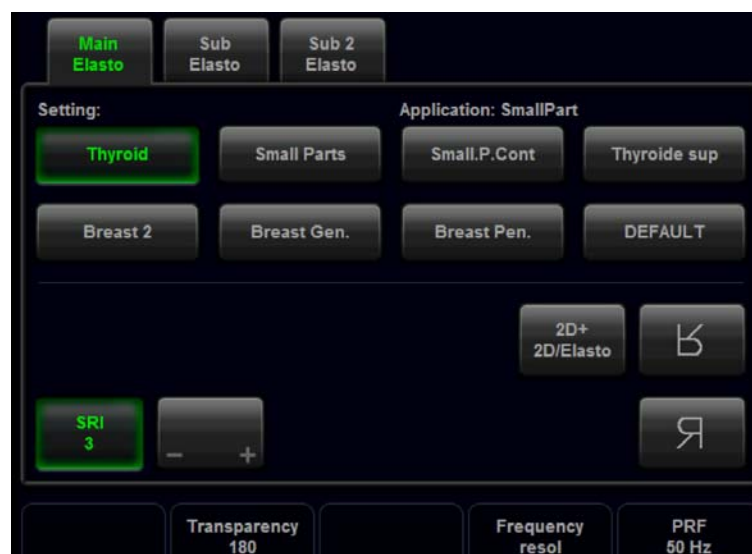 Main Elasto
Sub Elasto
Sub 2 Elasto
Setting:
Application: SmallPart
Thyroid
Small Parts
Small.P.Cont
Thyroide sup
Breast 2
Breast Gen.
Breast Pen.
DEFAULT
2D+
2D/Elasto
R
SRI
3
- +
R
Transparency
180
Frequency
resol
PRF
50 Hz